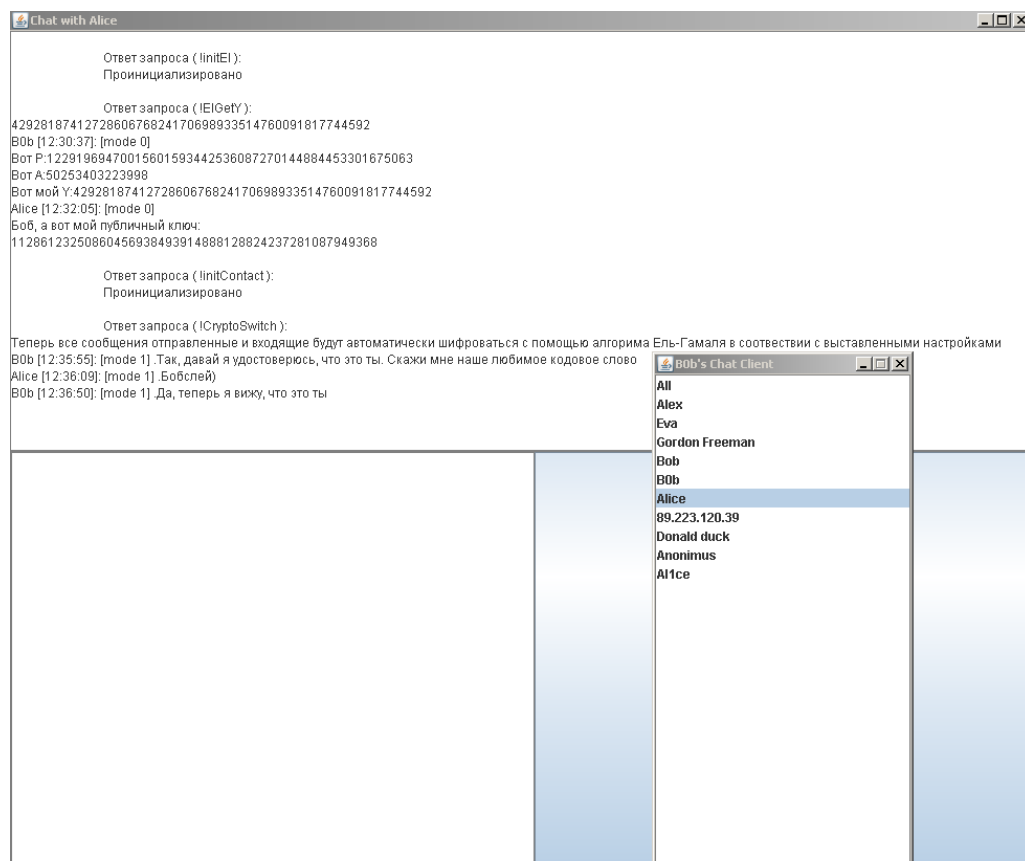 Chat with Alice
Ответ запроса ( !initEl ):
Проинициализировано
Ответ запроса ( !ElGetY ):
42928187412728606768241706989335147600918177445​92
B0b [12:30:37]: [mode 0]
Вот P:122919694700156015934425360872701448844533016750​63
Вот A:50253403223998
Вот мой Y:42928187412728606768241706989335147600918177445​92
Alice [12:32:05]: [mode 0]
Боб, а вот мой публичный ключ:
11286123250860456938493914888128824237281087949368
Ответ запроса ( !initContact ):
Проинициализировано
Ответ запроса ( !CryptoSwitch ):
Теперь все сообщения отправленные и входящие будут автоматически шифроваться с помощью алгорима Ель-Гамаля в соотвествии с выставленными настройками
B0b [12:35:55]: [mode 1] .Так, давай я удостоверюсь, что это ты. Скажи мне наше любимое кодовое слово
Alice [12:36:09]: [mode 1] .Бобслей)
B0b [12:36:50]: [mode 1] .Да, теперь я вижу, что это ты
B0b's Chat Client
All
Alex
Eva
Gordon Freeman
Bob
B0b
Alice
89.223.120.39
Donald duck
Anonimus
Al1ce